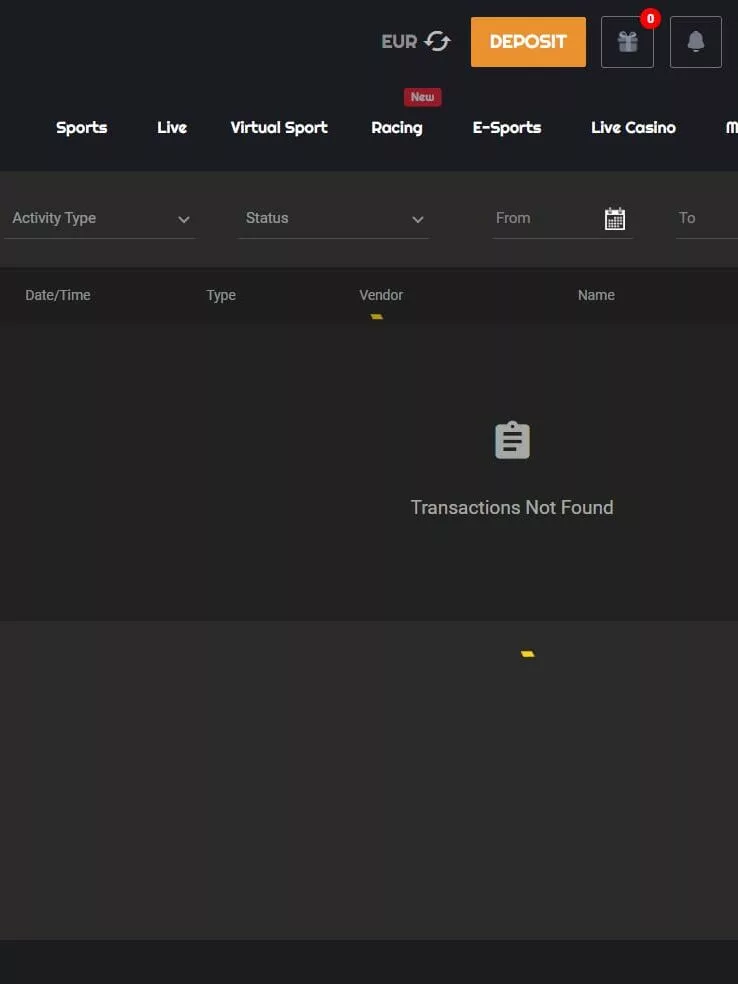 0
EUR DEPOSIT
New
Sports Live Virtual Sport Racing E-Sports Live Casino M
Activity Type Status From To
Date/Time Type Vendor Name
Transactions Not Found